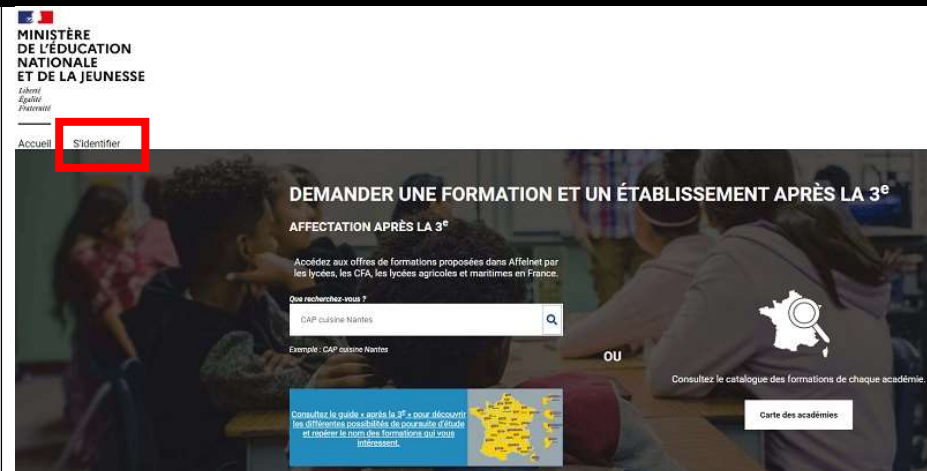 MINISTÈRE
DE L'ÉDUCATION
NATIONALE
ET DE LA JEUNESSE
Liberté
Égalité
Fraternité
Accueil S'identifier
DEMANDER UNE FORMATION ET UN ÉTABLISSEMENT APRÈS LA 3e
AFFECTATION APRÈS LA 3e
Accédez aux offres de formations proposées dans Affelnet par
les lycées, les CFA, les lycées agricoles et maritimes en France.
Que recherchez-vous ?
CAP cuisine Nantes
Exemple : CAP cuisine Nantes
OU
Consultez le catalogue des formations de chaque académie.
Carte des académies
Consultez le guide « après la 3e » pour découvrir
les différentes possibilités de poursuite d'étude
et repérer le nom des formations qui vous
intéressent.